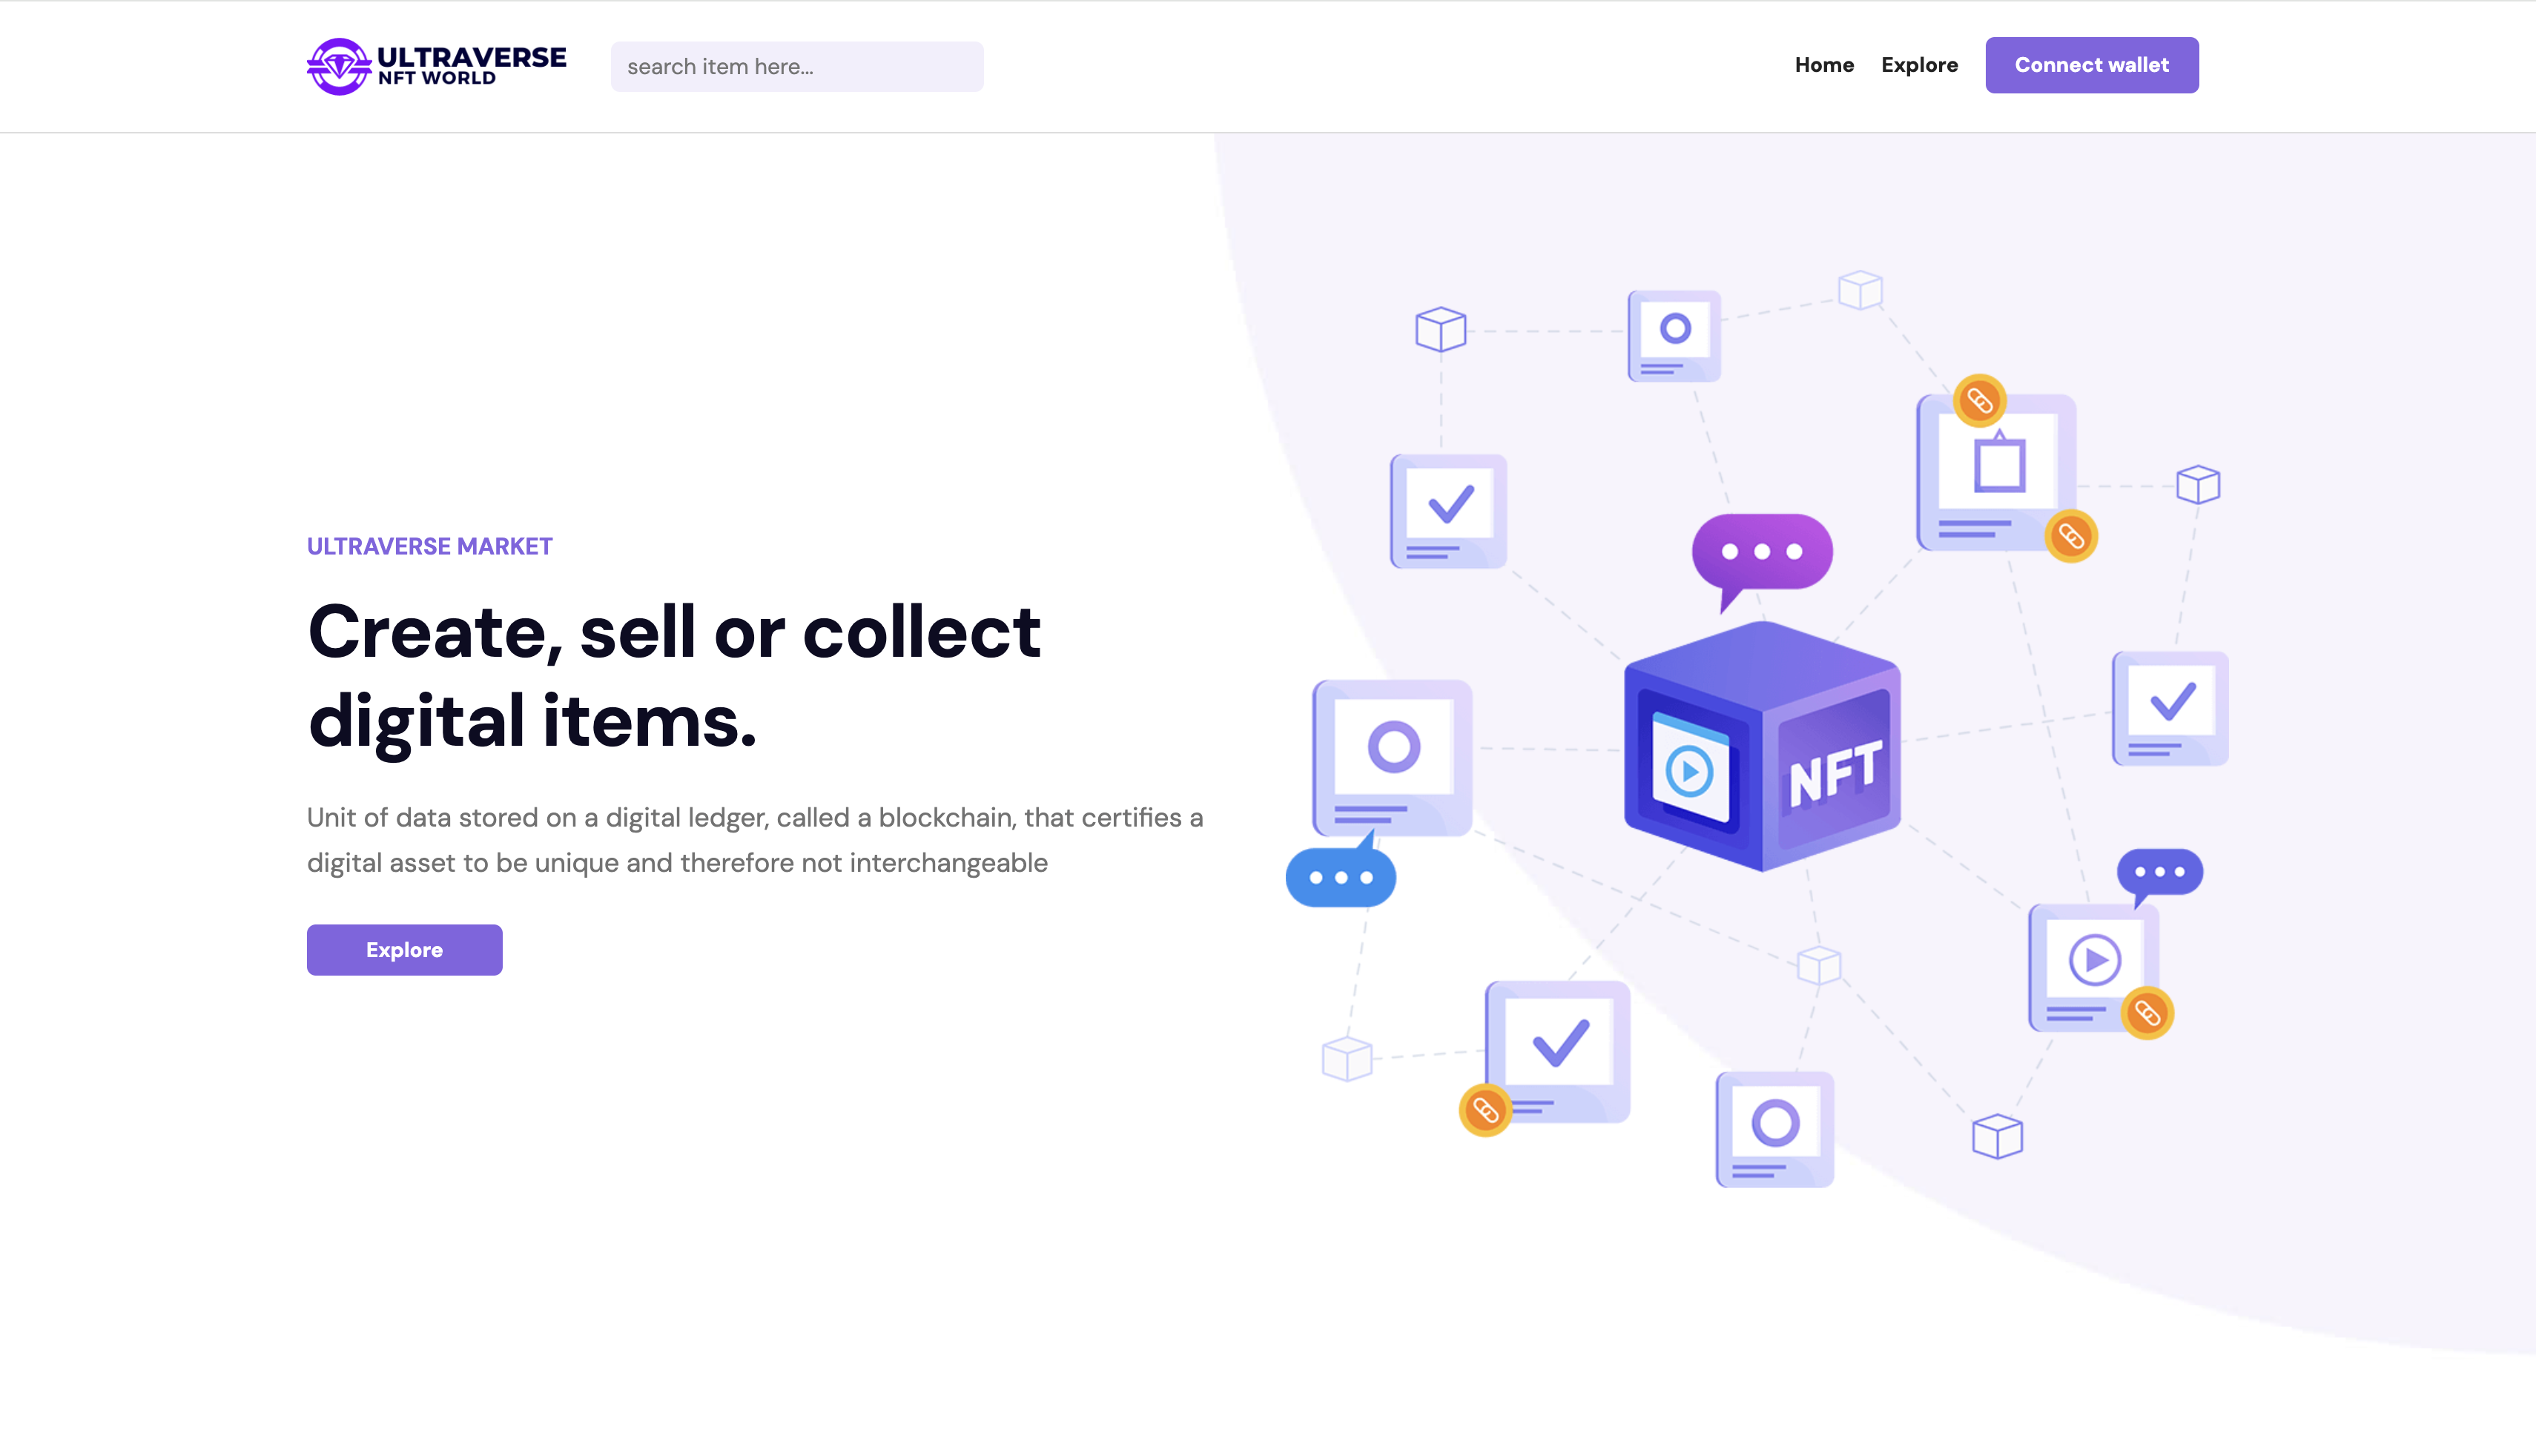 ULTRAVERSE
NFT WORLD
search item here...
Home
Explore
Connect wallet
ULTRAVERSE MARKET
Create, sell or collect
digital items.
Unit of data stored on a digital ledger, called a blockchain, that certifies a
digital asset to be unique and therefore not interchangeable
Explore
NFT